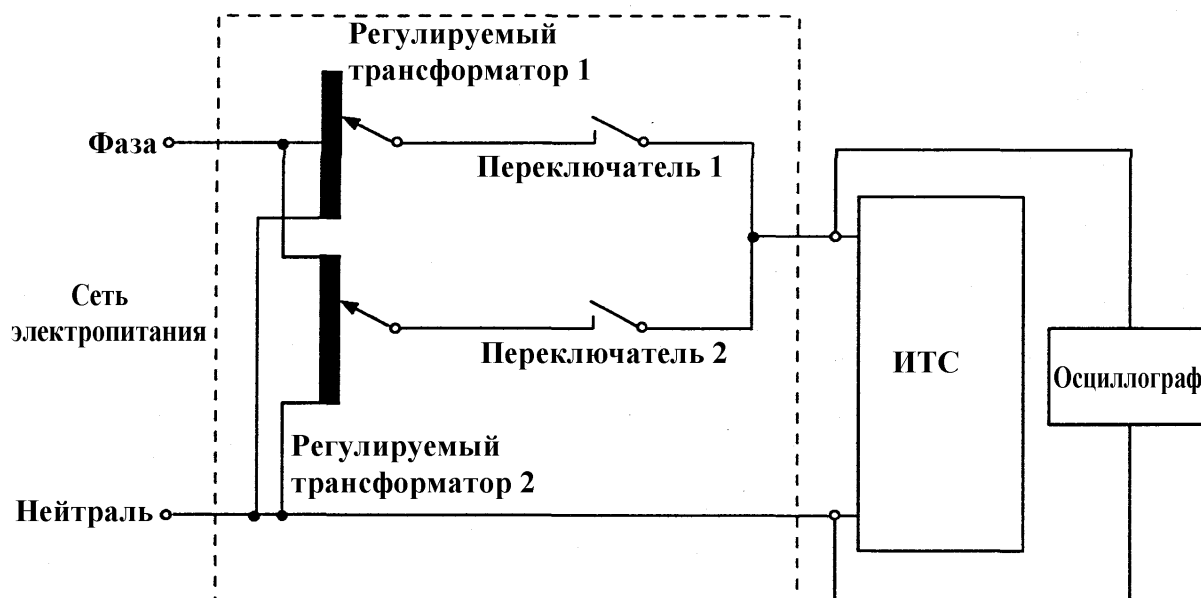 Регулируемый
трансформатор 1
Фаза
Переключатель 1
Сеть
электропитания
Переключатель 2
ИТС
Осциллограф
Регулируемый
трансформатор 2
Нейтраль